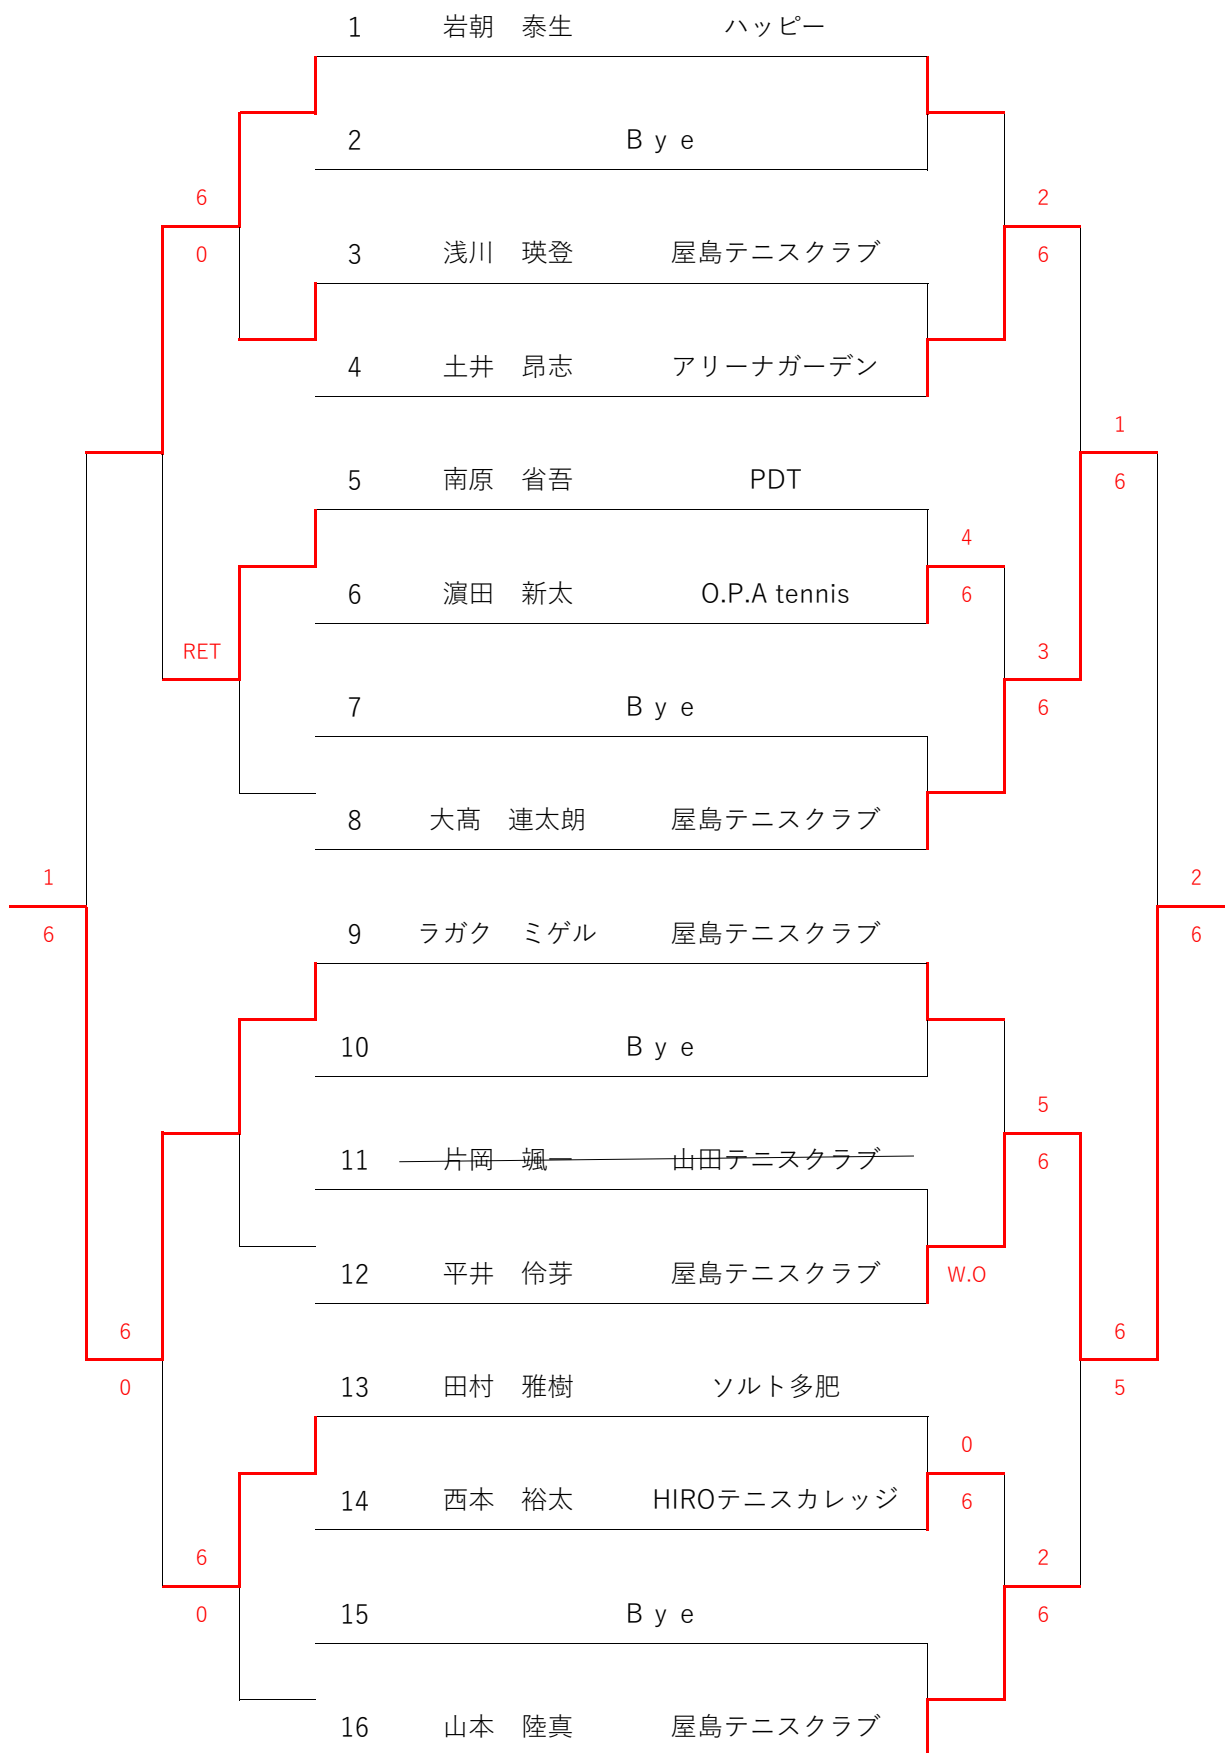 1 岩朝 泰生 ハッピー
2 Bye
6 2
3 浅川 瑛登 屋島テニスクラブ
0 6
4 土井 昂志 アリーナガーデン
1
5 南原 省吾 PDT
6
4
6 濵田 新太 O.P.A tennis
6
RET 3
7 Bye
6
8 大髙 連太朗 屋島テニスクラブ
1 2
9 ラガク ミゲル 屋島テニスクラブ
6 6
10 Bye
5
11 片岡 颯一 山田テニスクラブ
6
12 平井 伶芽 屋島テニスクラブ
W.O
6 6
13 田村 雅樹 ソルト多肥
0 5
0
14 西本 裕太 HIROテニスカレッジ
6
6 2
15 Bye
0 6
16 山本 陸真 屋島テニスクラブ